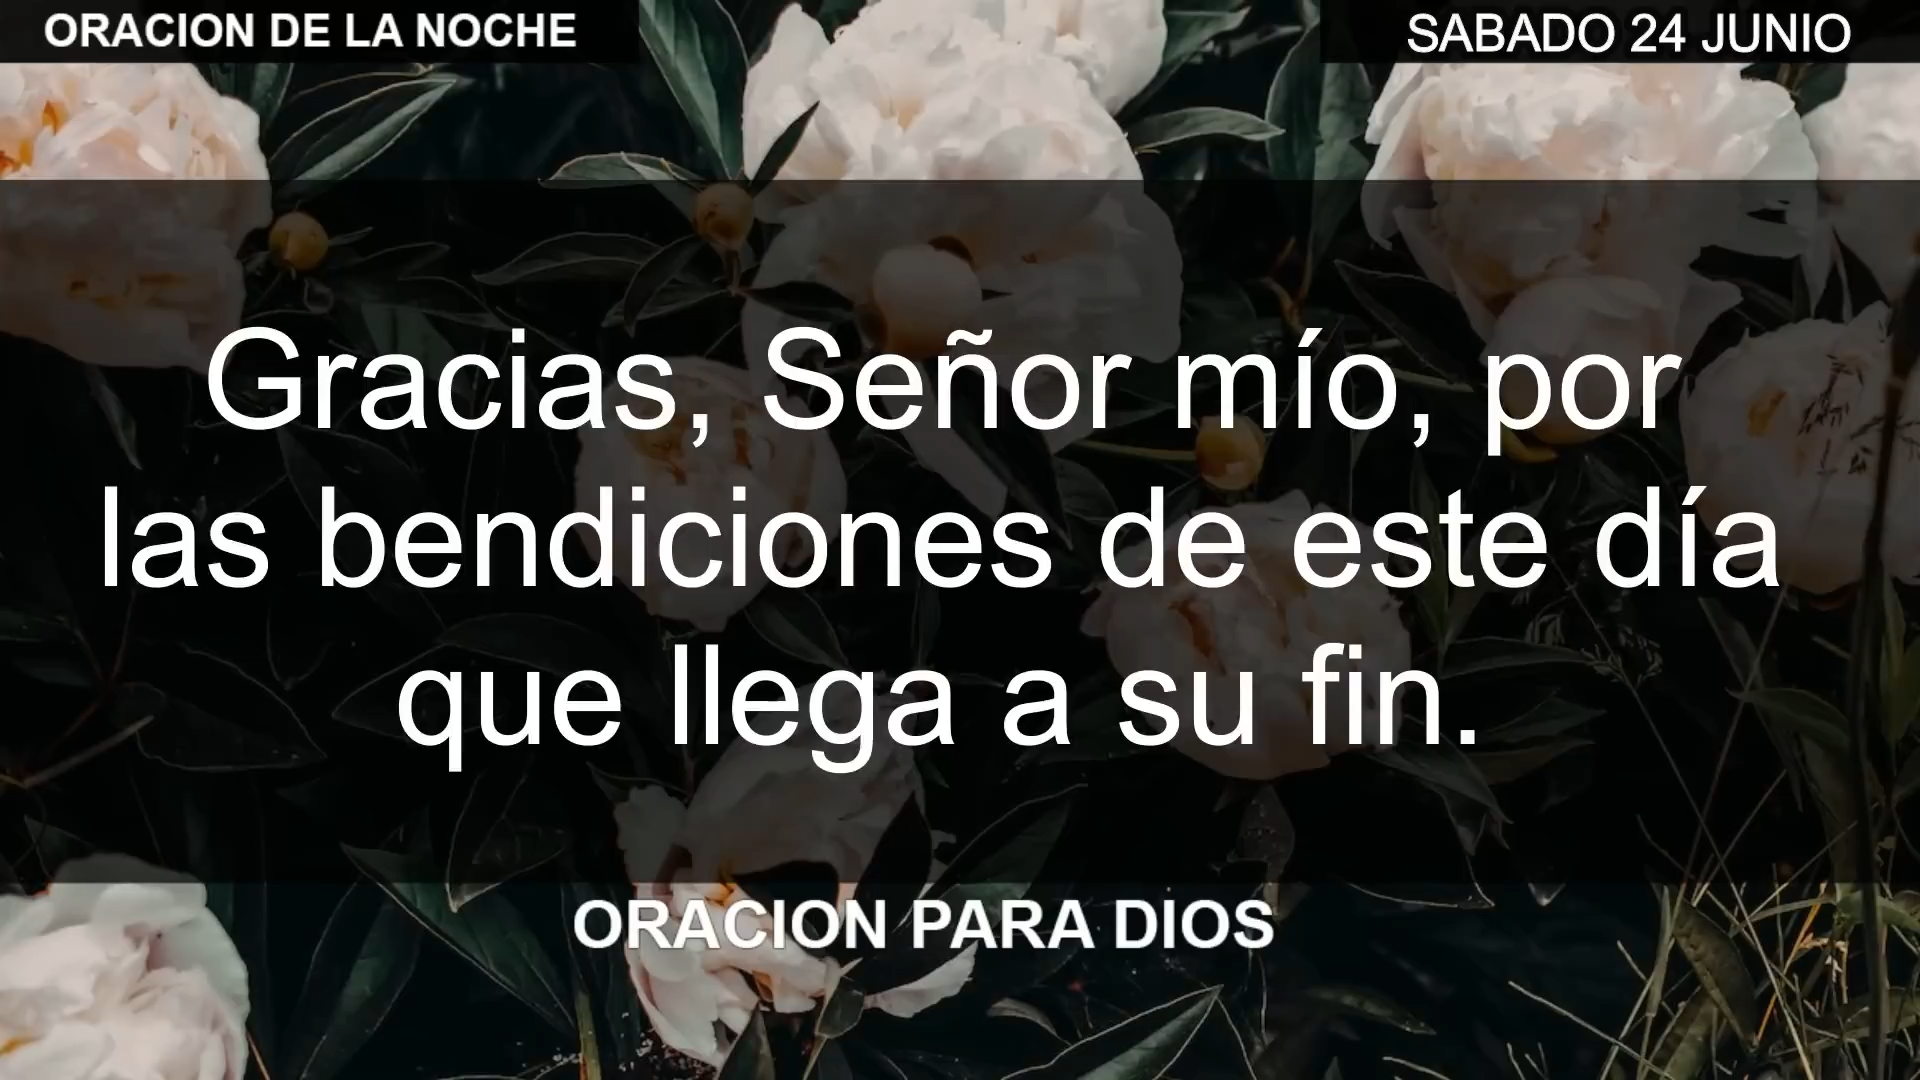 ORACION DE LA NOCHE
SABADO 24 JUNIO
Gracias, Señor mío, por
las bendiciones de este día
que llega a su fin.
ORACION PARA DIOS